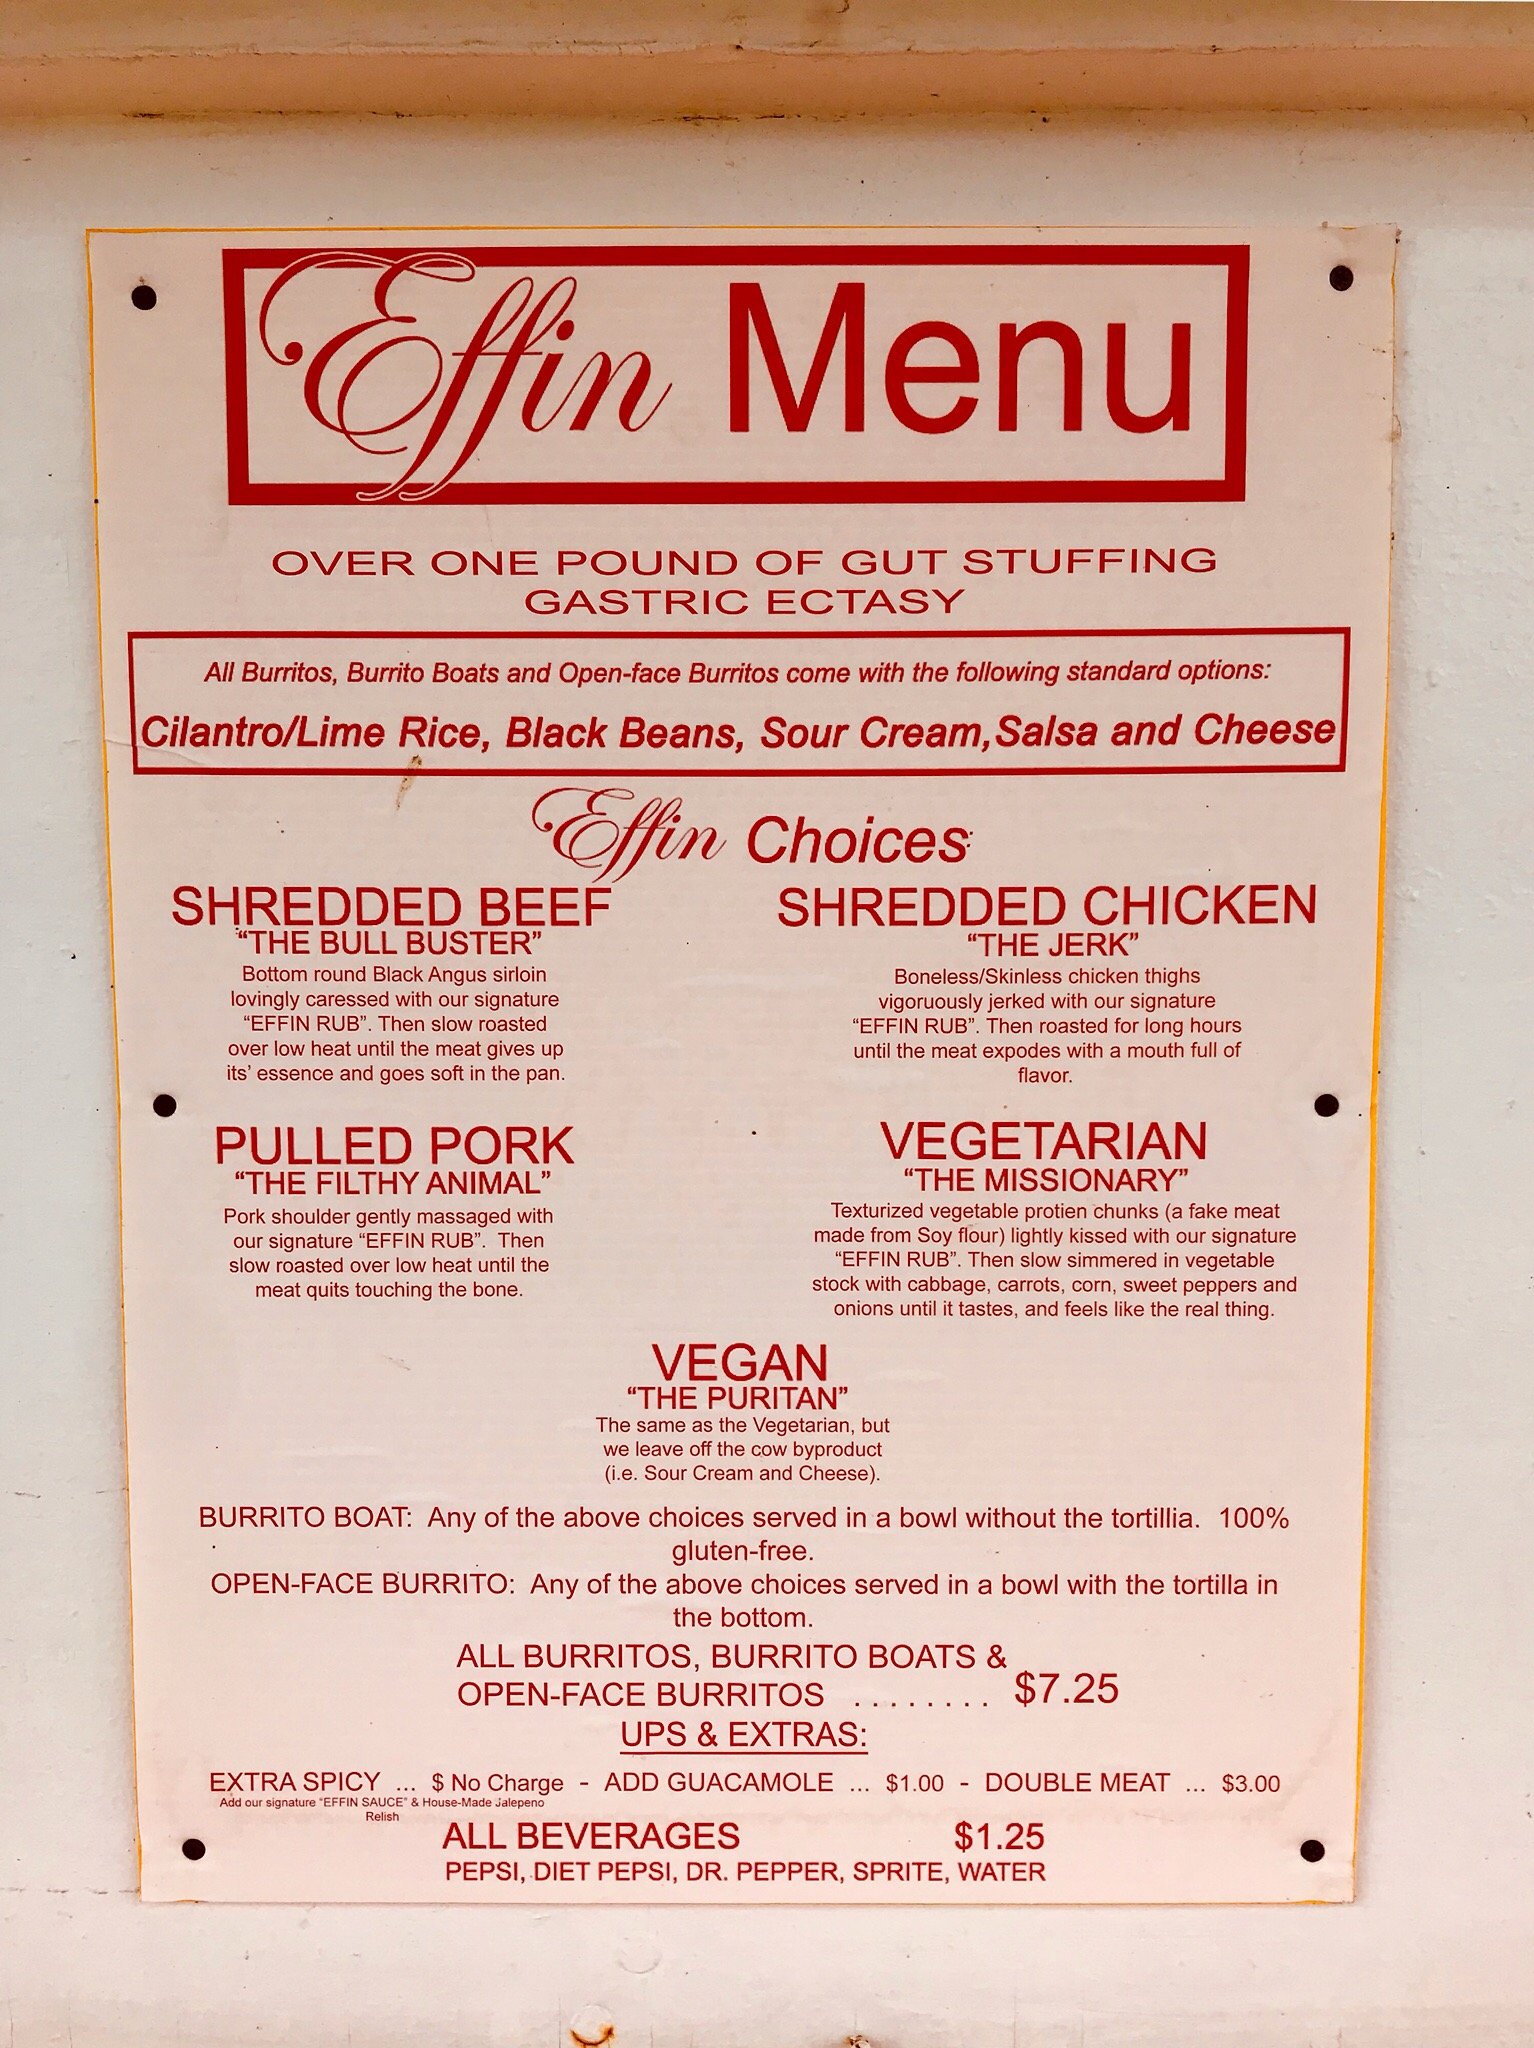 Effin Menu
OVER ONE POUND OF GUT STUFFING
GASTRIC ECTASY
All Burritos, Burrito Boats and Open-face Burritos come with the following standard options:
Cilantro/Lime Rice, Black Beans, Sour Cream,Salsa and Cheese
Effin Choices:
SHREDDED BEEF
"THE BULL BUSTER"
Bottom round Black Angus sirloin
lovingly caressed with our signature
"EFFIN RUB". Then slow roasted
over low heat until the meat gives up
its' essence and goes soft in the pan.
SHREDDED CHICKEN
"THE JERK"
Boneless/Skinless chicken thighs
vigoruously jerked with our signature
"EFFIN RUB". Then roasted for long hours
until the meat expodes with a mouth full of
flavor.
PULLED PORK
"THE FILTHY ANIMAL"
Pork shoulder gently massaged with
our signature "EFFIN RUB". Then
slow roasted over low heat until the
meat quits touching the bone.
VEGETARIAN
"THE MISSIONARY"
Texturized vegetable protien chunks (a fake meat
made from Soy flour) lightly kissed with our signature
"EFFIN RUB". Then slow simmered in vegetable
stock with cabbage, carrots, corn, sweet peppers and
onions until it tastes, and feels like the real thing.
VEGAN
"THE PURITAN"
The same as the Vegetarian, but
we leave off the cow byproduct
(i.e. Sour Cream and Cheese).
BURRITO BOAT: Any of the above choices served in a bowl without the tortillia. 100%
gluten-free.
OPEN-FACE BURRITO: Any of the above choices served in a bowl with the tortilla in
the bottom.
ALL BURRITOS, BURRITO BOATS &
OPEN-FACE BURRITOS ........ $7.25
UPS & EXTRAS:
EXTRA SPICY ... $ No Charge - ADD GUACAMOLE ... $1.00 - DOUBLE MEAT ... $3.00
Add our signature "EFFIN SAUCE" & House-Made Jalepeno
Relish
ALL BEVERAGES $1.25
PEPSI, DIET PEPSI, DR. PEPPER, SPRITE, WATER